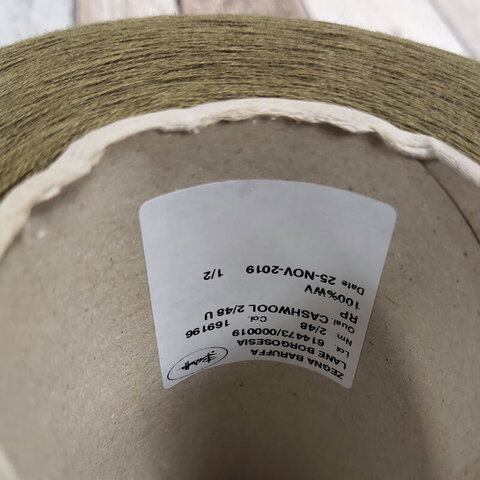 ZEGNA BARUFFA
LANE BORGOSESIA
Lot 614473/000019
Nm: 2/48 Col. 169196
Qual: CASHWOOL 2/48 U
RP
100%WV
Date 25-NOV-2019 1/2